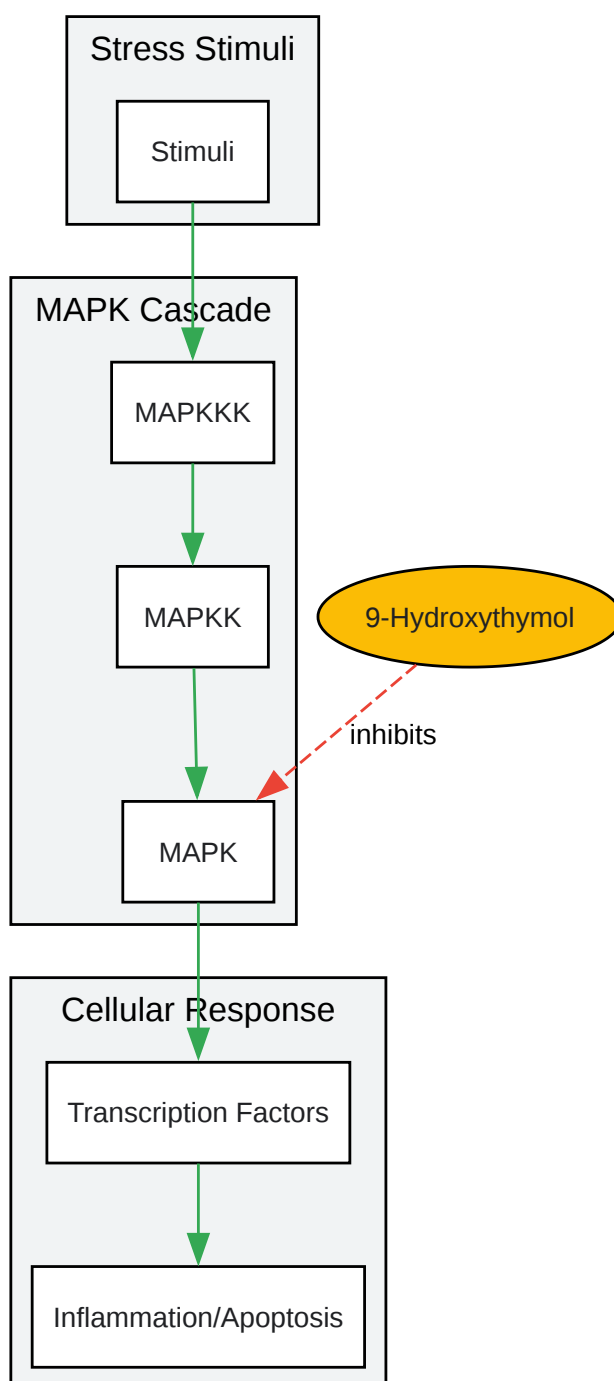 Stress Stimuli
Stimuli
MAPK Cascade
MAPKKK
MAPKK
9-Hydroxythymol
inhibits
MAPK
Cellular Response
Transcription Factors
Inflammation/Apoptosis